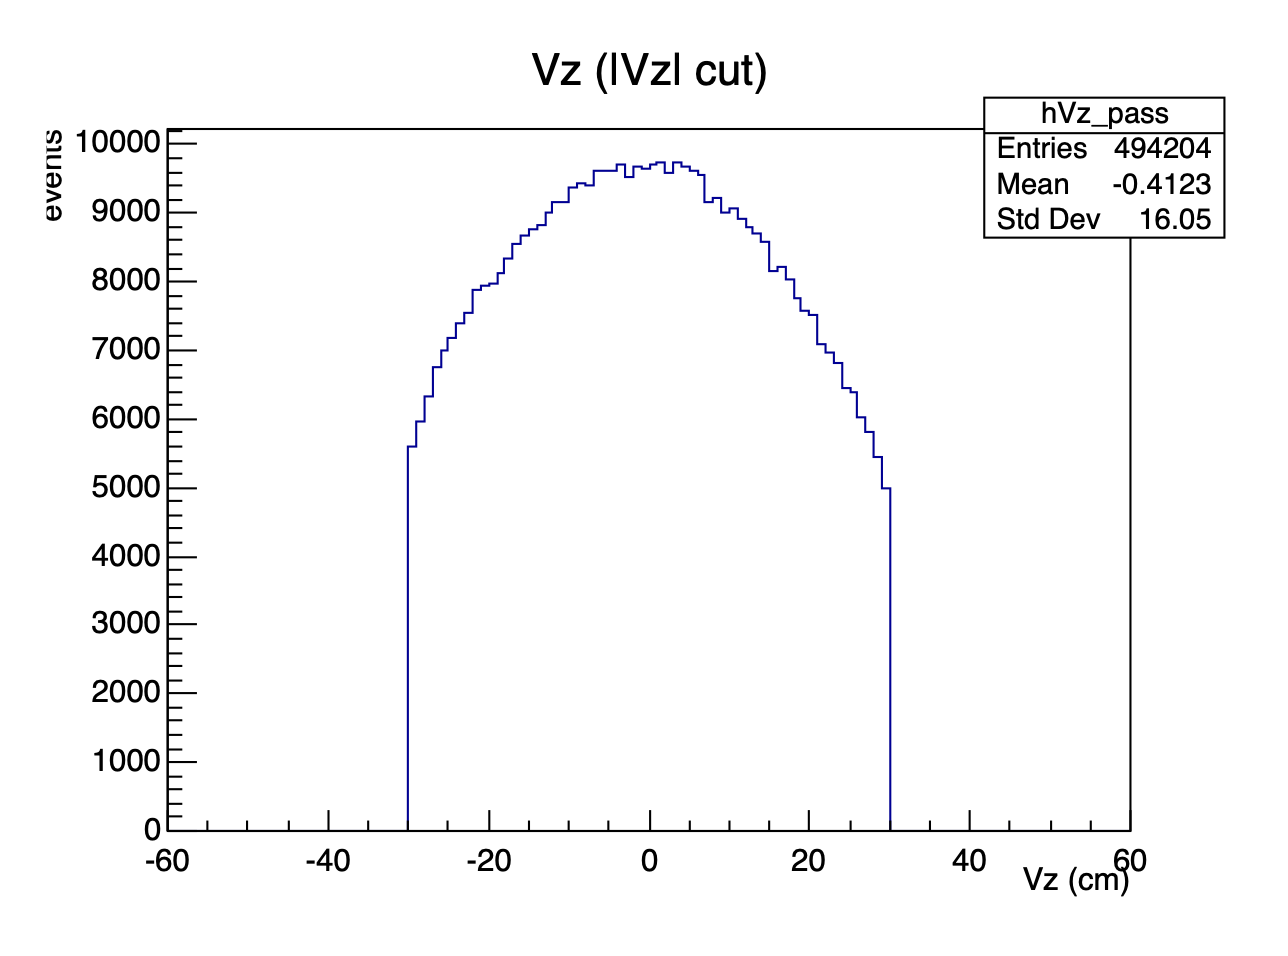 Vz (|Vz| cut)
hVz_pass
Entries 494204
Mean -0.4123
Std Dev 16.05
events
10000
9000
8000
7000
6000
5000
4000
3000
2000
1000
0
-60 -40 -20 0 20 40 60
Vz (cm)